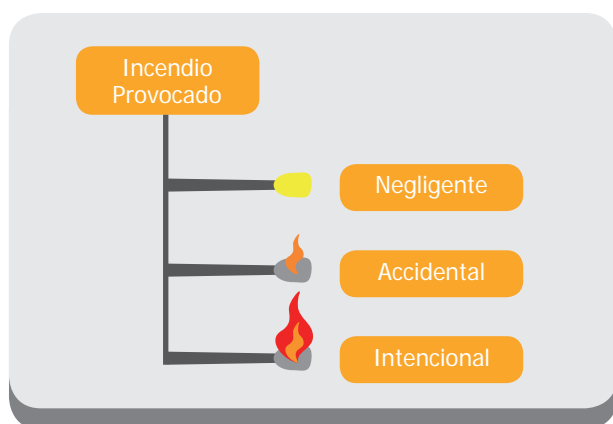 Incendio
Provocado
Negligente
Accidental
Intencional